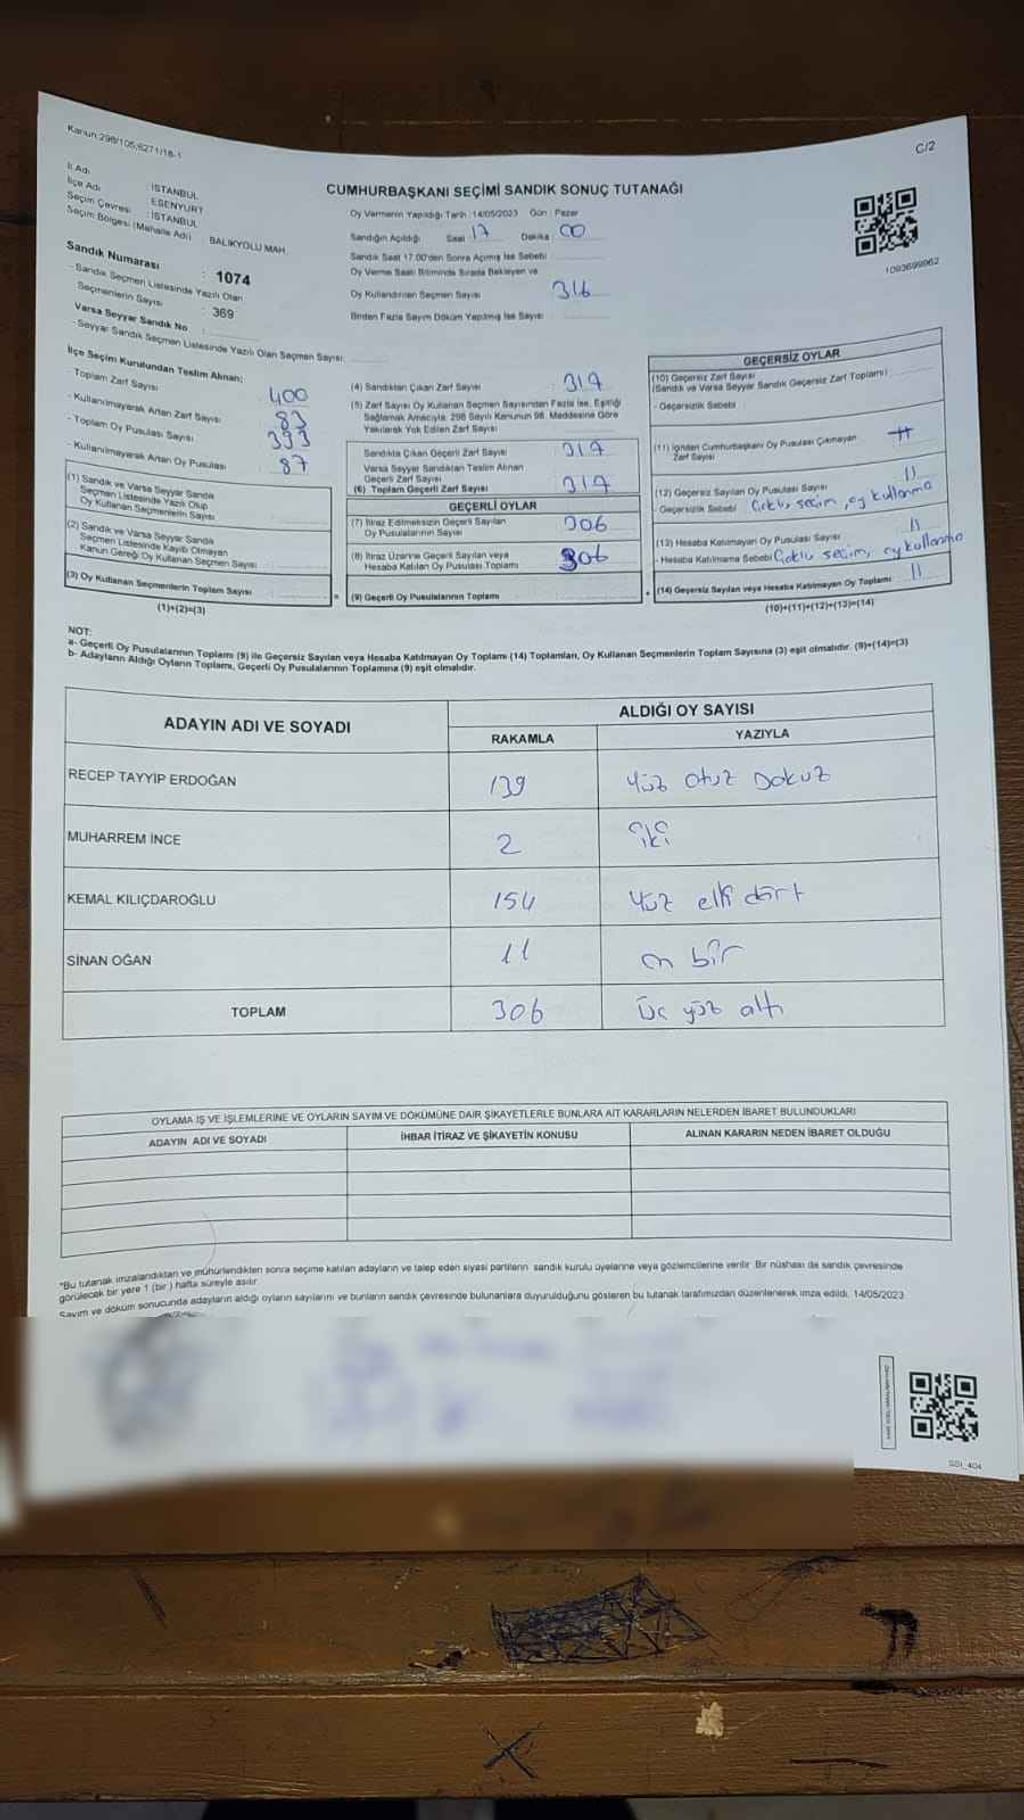 Kanun:298/105;6271/18-1
C/2
İl Adı : İSTANBUL
İlçe Adı : ESENYURT
Seçim Çevresi : İSTANBUL
Seçim Bölgesi (Mahalle Adı) : BALIKYOLU MAH.
Sandık Numarası : 1074
- Sandık Seçmen Listesinde Yazılı Olan
Seçmenlerin Sayısı : 369
Varsa Seyyar Sandık No :
- Seyyar Sandık Seçmen Listesinde Yazılı Olan Seçmen Sayısı:
CUMHURBAŞKANI SEÇİMİ SANDIK SONUÇ TUTANAĞI
Oy Vermenin Yapıldığı Tarih : 14/05/2023 Gün : Pazar
Sandığın Açıldığı Saat 17 Dakika 00
Sandık Saat 17.00'den Sonra Açılmış İse Sebebi
Oy Verme Saati Bitiminde Sırada Bekleyen ve
Oy Kullandırılan Seçmen Sayısı 316
Birden Fazla Sayım Döküm Yapılmış İse Sayısı
1093699962
İlçe Seçim Kurulundan Teslim Alınan;
Toplam Zarf Sayısı : 400
- Kullanılmayarak Artan Zarf Sayısı : 83
- Toplam Oy Pusulası Sayısı : 393
- Kullanılmayarak Artan Oy Pusulası : 87
(1) Sandık ve Varsa Seyyar Sandık
Seçmen Listesinde Yazılı Olup
Oy Kullanan Seçmenlerin Sayısı
(2) Sandık ve Varsa Seyyar Sandık
Seçmen Listesinde Kaydı Olmayan
Kanun Gereği Oy Kullanan Seçmen Sayısı
(3) Oy Kullanan Seçmenlerin Toplam Sayısı
(1)+(2)=(3)
(4) Sandıktan Çıkan Zarf Sayısı : 317
(5) Zarf Sayısı Oy Kullanan Seçmen Sayısından Fazla İse, Eşitliği
Sağlamak Amacıyla, 298 Sayılı Kanunun 98. Maddesine Göre
Yakılarak Yok Edilen Zarf Sayısı
Sandıkta Çıkan Geçerli Zarf Sayısı 317
Varsa Seyyar Sandıktan Teslim Alınan
Geçerli Zarf Sayısı
(6) Toplam Geçerli Zarf Sayısı 317
GEÇERLİ OYLAR
(7) İtiraz Edilmeksizin Geçerli Sayılan
Oy Pusulalarının Sayısı 306
(8) İtiraz Üzerine Geçerli Sayılan veya
Hesaba Katılan Oy Pusulası Toplamı 306
(9) Geçerli Oy Pusulalarının Toplamı
GEÇERSİZ OYLAR
(10) Geçersiz Zarf Sayısı
(Sandık ve Varsa Seyyar Sandık Geçersiz Zarf Toplamı)
- Geçersizlik Sebebi
(11) İçinden Cumhurbaşkanı Oy Pusulası Çıkmayan
Zarf Sayısı
(12) Geçersiz Sayılan Oy Pusulası Sayısı 11
- Geçersizlik Sebebi Çoklu seçim, oy kullanma
(13) Hesaba Katılmayan Oy Pusulası Sayısı 11
- Hesaba Katılmama Sebebi Çoklu seçim, oy kullanma
(14) Geçersiz Sayılan veya Hesaba Katılmayan Oy Toplamı 11
(10)+(11)+(12)+(13)=(14)
NOT:
a- Geçerli Oy Pusulalarının Toplamı (9) ile Geçersiz Sayılan veya Hesaba Katılmayan Oy Toplamı (14) Toplamları, Oy Kullanan Seçmenlerin Toplam Sayısına (3) eşit olmalıdır. (9)+(14)=(3)
b- Adayların Aldığı Oyların Toplamı, Geçerli Oy Pusulalarının Toplamına (9) eşit olmalıdır.
ADAYIN ADI VE SOYADI
ALDIĞI OY SAYISI
RAKAMLA YAZIYLA
RECEP TAYYİP ERDOĞAN 139 Yüz otuz Dokuz
MUHARREM İNCE 2 iki
KEMAL KILIÇDAROĞLU 154 Yüz elli dört
SİNAN OĞAN 11 on bir
TOPLAM 306 Üç yüz altı
OYLAMA İŞ VE İŞLEMLERİNE VE OYLARIN SAYIM VE DÖKÜMÜNE DAİR ŞİKAYETLERLE BUNLARA AİT KARARLARIN NELERDEN İBARET BULUNDUKLARI
ADAYIN ADI VE SOYADI İHBAR İTİRAZ VE ŞİKAYETİN KONUSU ALINAN KARARIN NEDEN İBARET OLDUĞU
*Bu tutanak imzalandıktan ve mühürlendikten sonra seçime katılan adayların ve talep eden siyasi partilerin sandık kurulu üyelerine veya gözlemcilerine verilir. Bir nüshası da sandık çevresinde
görülecek bir yere 1 (bir) hafta süreyle asılır.
Sayım ve döküm sonucunda adayların aldığı oyların sayılarını ve bunların sandık çevresinde bulunanlara duyurulduğunu gösteren bu tutanak tarafımızdan düzenlenerek imza edildi. 14/05/2023